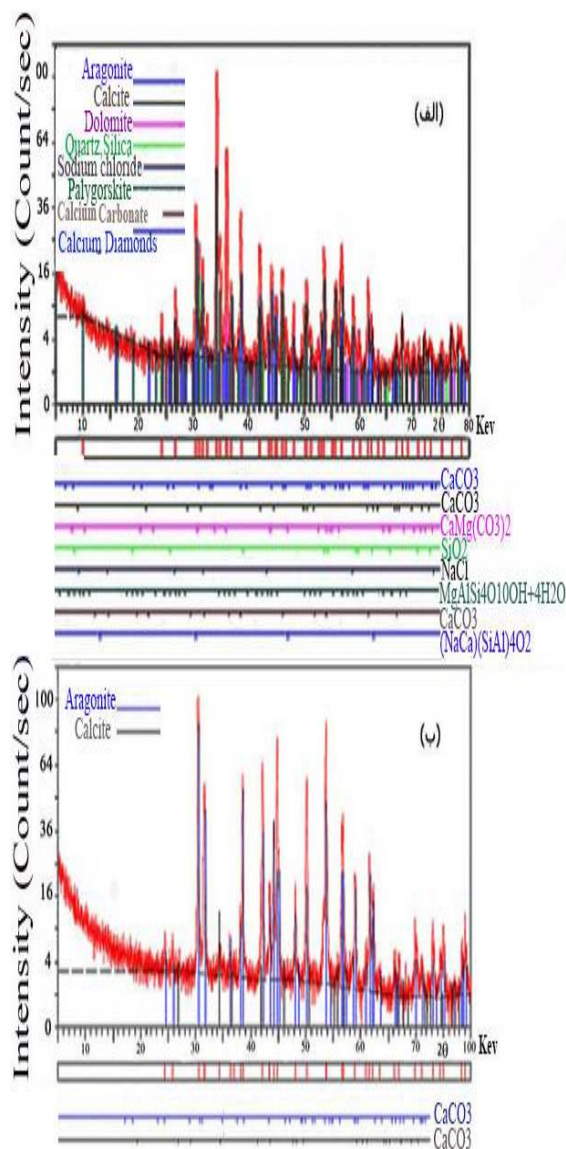 Intensity (Count/sec)
00
64
36
16
4
0
Aragonite
Calcite
Dolomite
Quartz Silica
Sodium chloride
Palygorskite
Calcium Carbonate
Calcium Diamonds
(الف)
10 20 30 40 50 60 70 20 80 Kev
CaCO3
CaCO3
CaMg(CO3)2
SiO2
NaCl
MgAlSi4O10OH+4H2O
CaCO3
(NaCa)(SiAl)4O2
Intensity (Count/sec)
100
64
36
16
4
0
Aragonite
Calcite
(ب)
10 20 30 40 50 60 70 80 20 100 Kev
CaCO3
CaCO3